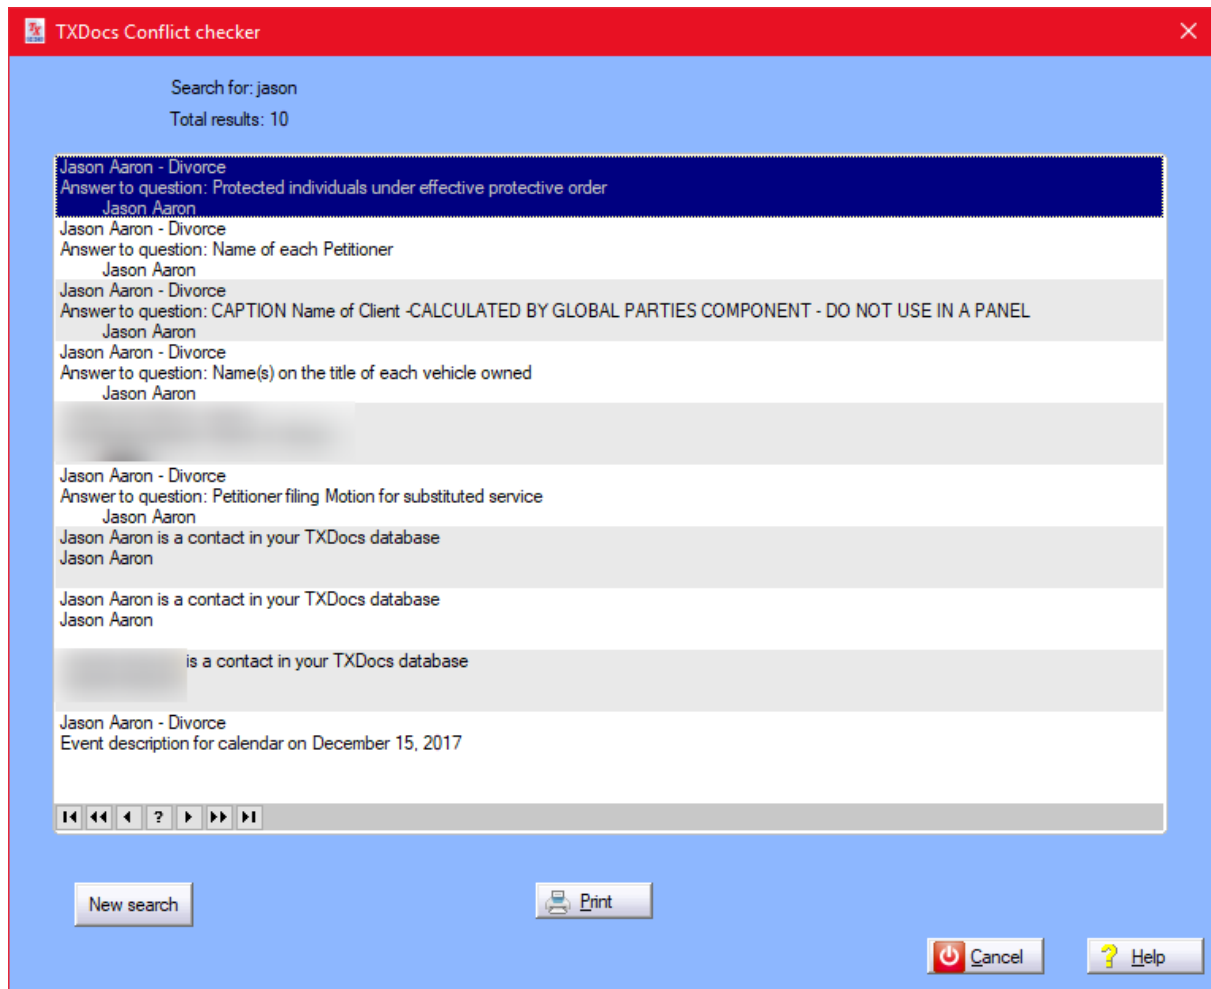 TXDocs Conflict checker
Search for: jason
Total results: 10
Jason Aaron - Divorce
Answer to question: Protected individuals under effective protective order
Jason Aaron
Jason Aaron - Divorce
Answer to question: Name of each Petitioner
Jason Aaron
Jason Aaron - Divorce
Answer to question: CAPTION Name of Client -CALCULATED BY GLOBAL PARTIES COMPONENT - DO NOT USE IN A PANEL
Jason Aaron
Jason Aaron - Divorce
Answer to question: Name(s) on the title of each vehicle owned
Jason Aaron
Jason Aaron - Divorce
Answer to question: Petitioner filing Motion for substituted service
Jason Aaron
Jason Aaron is a contact in your TXDocs database
Jason Aaron
Jason Aaron is a contact in your TXDocs database
Jason Aaron
is a contact in your TXDocs database
Jason Aaron - Divorce
Event description for calendar on December 15, 2017
?
New search
Print
Cancel
? Help